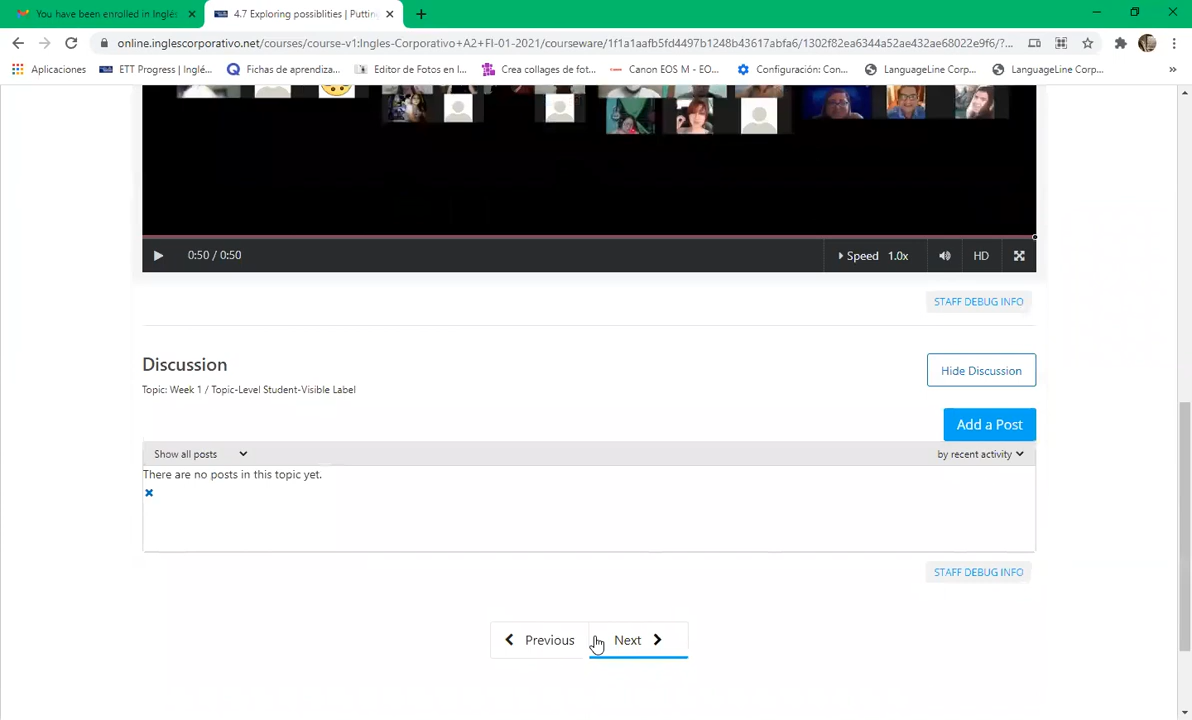 You have been enrolled in Inglés
4.7 Exploring possiblities | Putting
online.inglescorporativo.net/courses/course-v1:Ingles-Corporativo+A2+FI-01-2021/courseware/1f1a1aafb5fd4497b1248b43617abfa6/1302f82ea6344a52ae432ae68022e9f6/?...
Aplicaciones ETT Progress | Inglé... Fichas de aprendiza... Editor de Fotos en l... Crea collages de fot... Canon EOS M - EO... Configuración: Con... LanguageLine Corp... LanguageLine Corp... »
0:50 / 0:50 Speed 1.0x HD
STAFF DEBUG INFO
Discussion
Hide Discussion
Topic: Week 1 / Topic-Level Student-Visible Label
Add a Post
Show all posts by recent activity
There are no posts in this topic yet.
STAFF DEBUG INFO
Previous Next